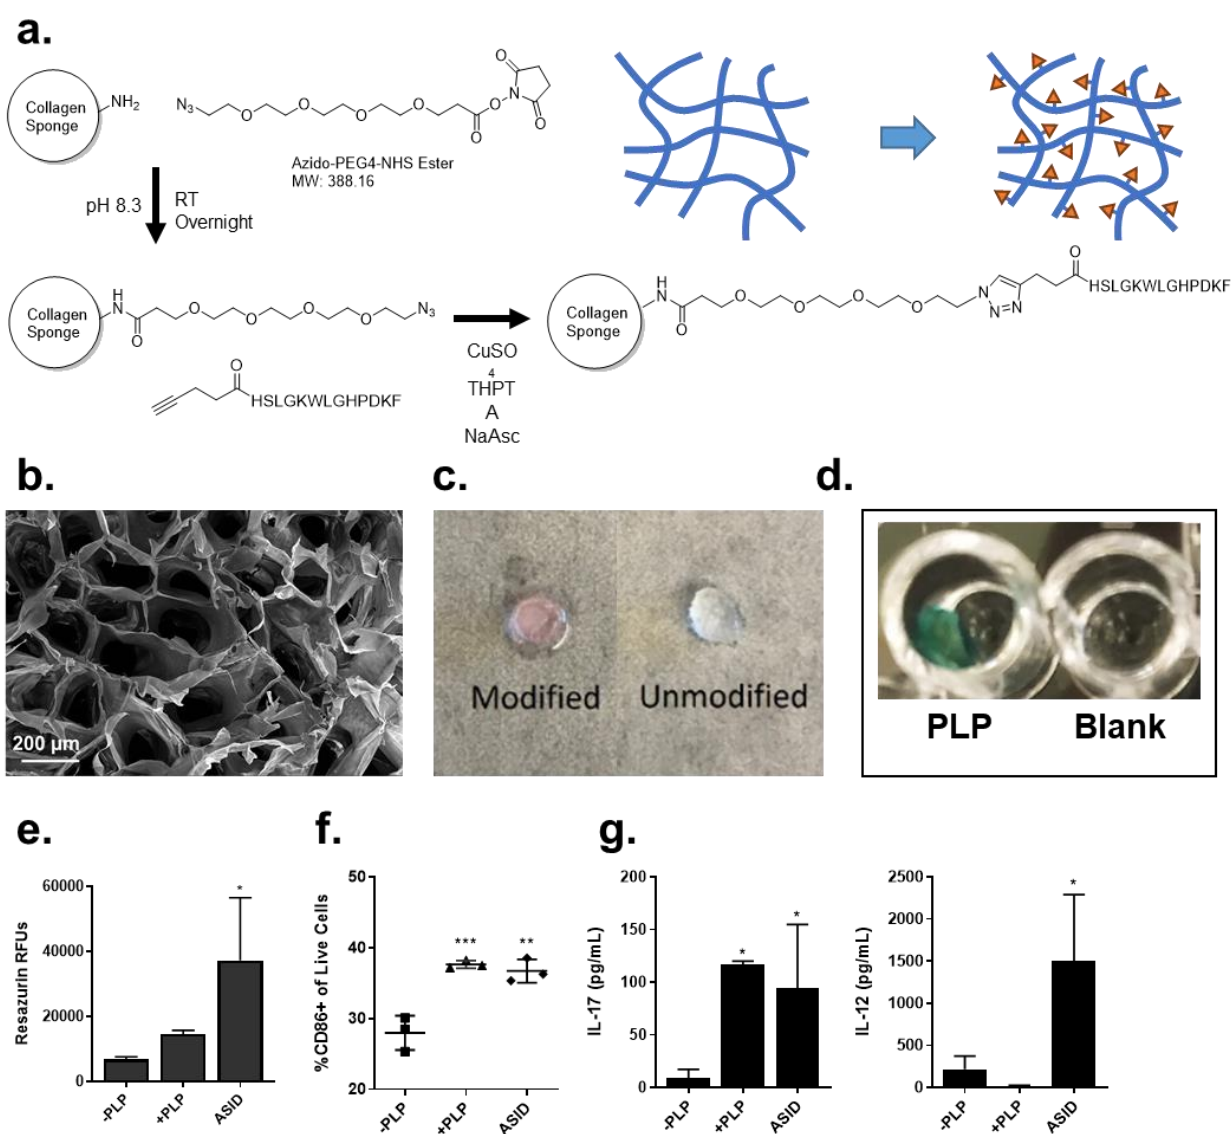 a.
Collagen
Sponge
NH2
N3
O
O
O
O
O
O
N
O
O
Azido-PEG4-NHS Ester
MW: 388.16
pH 8.3
RT
Overnight
Collagen
Sponge
H
N
O
O
O
O
O
N3
O
HSLGKWLGHPDKF
CuSO
4
THPT
A
NaAsc
Collagen
Sponge
H
N
O
O
O
O
O
N
N=N
O
HSLGKWLGHPDKF
b.
200 µm
c.
Modified
Unmodified
d.
PLP
Blank
e.
Resazurin RFUs
60000
40000
20000
0
*
-PLP
+PLP
ASID
f.
%CD86+ of Live Cells
50
40
30
20
***
**
-PLP
+PLP
ASID
g.
IL-17 (pg/mL)
200
150
100
50
0
*
*
-PLP
+PLP
ASID
IL-12 (pg/mL)
2500
2000
1500
1000
500
0
*
-PLP
+PLP
ASID